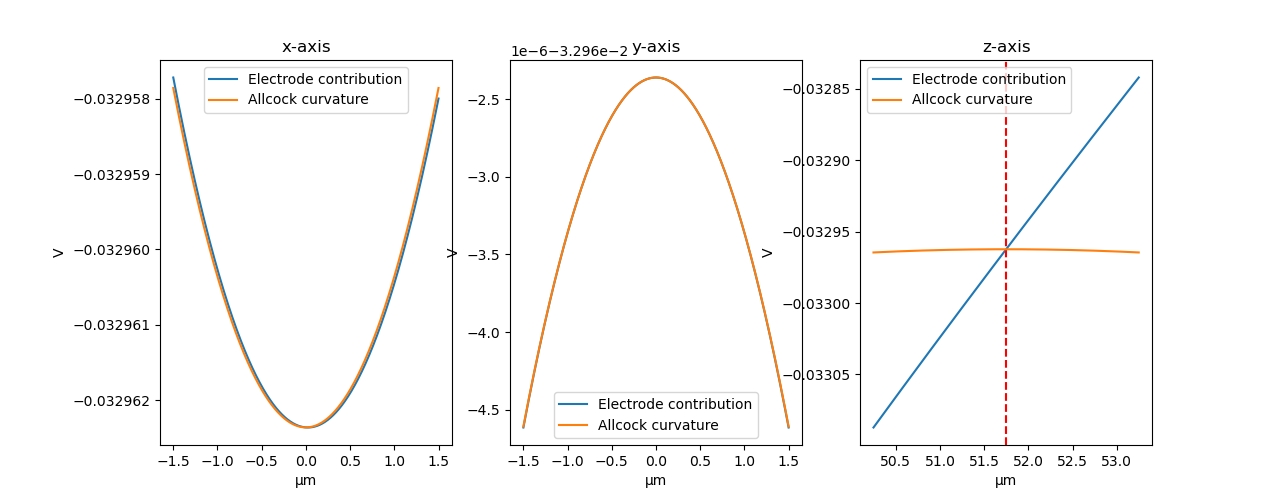 x-axis
Electrode contribution
Allcock curvature
V
−0.032958
−0.032959
−0.032960
−0.032961
−0.032962
−1.5 −1.0 −0.5 0.0 0.5 1.0 1.5
μm
1e−6−3.296e−2
y-axis
V
−2.5
−3.0
−3.5
−4.0
−4.5
Electrode contribution
Allcock curvature
−1.5 −1.0 −0.5 0.0 0.5 1.0 1.5
μm
z-axis
Electrode contribution
Allcock curvature
V
−0.03285
−0.03290
−0.03295
−0.03300
−0.03305
50.5 51.0 51.5 52.0 52.5 53.0
μm